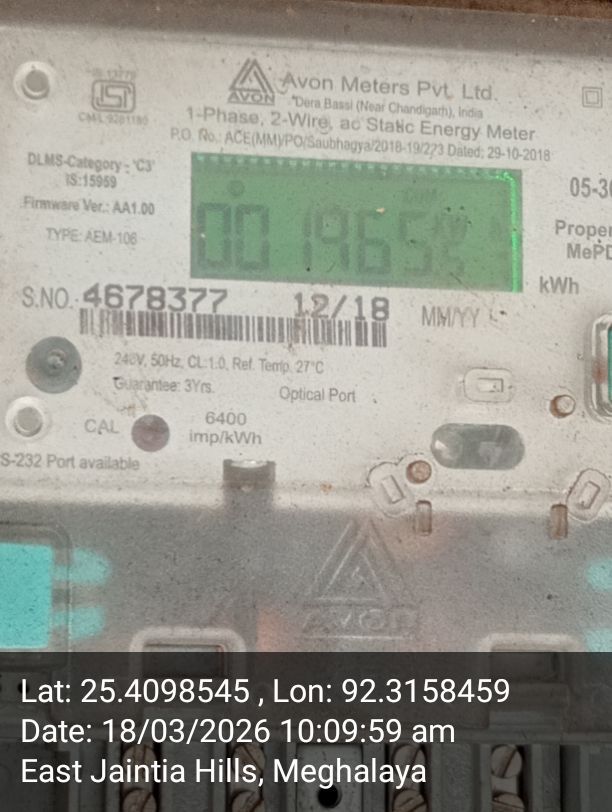 IS:13779
ISI
CM/L 9281180
AVON
Avon Meters Pvt. Ltd.
Dera Bassi (Near Chandigarh), India
1-Phase, 2-Wire, ac Static Energy Meter
P.O. No.: ACE(MM)/PO/Saubhagya/2018-19/273 Dated: 29-10-2018
DLMS-Category - 'C3'
IS:15959
Firmware Ver.: AA1.00
TYPE: AEM-106
001965
05-30
Proper
MePD
kWh
S.NO. 4678377 12/18 MM/YY
240V, 50Hz, CL:1.0, Ref. Temp. 27°C
Guarantee: 3Yrs.
Optical Port
CAL
6400
imp/kWh
S-232 Port available
AVON
Lat: 25.4098545 , Lon: 92.3158459
Date: 18/03/2026 10:09:59 am
East Jaintia Hills, Meghalaya